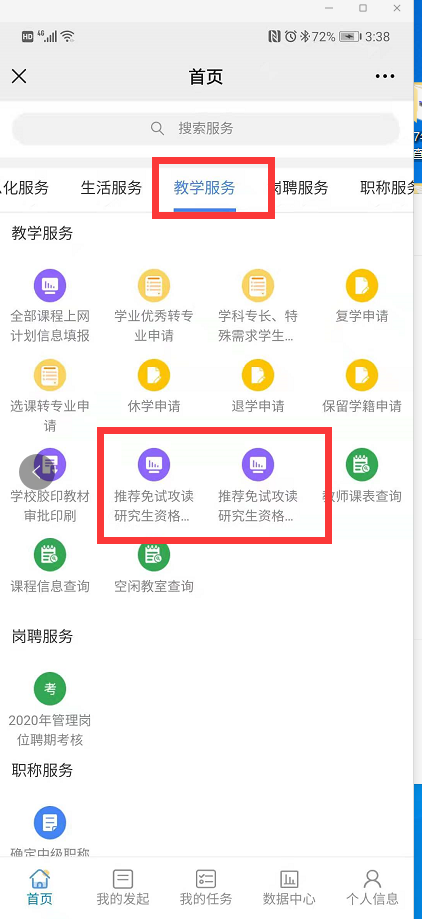 HD 4G 72% 3:38
首页
搜索服务
化服务 生活服务 教学服务 岗聘服务 职称服务
教学服务
全部课程上网 学业优秀转专 学科专长、特 复学申请
计划信息填报 业申请 殊需求学生...
选课转专业申 休学申请 退学申请 保留学籍申请
请
学校胶印教材 推荐免试攻读 推荐免试攻读 教师课表查询
审批印刷 研究生资格... 研究生资格...
课程信息查询 空闲教室查询
岗聘服务
考
2020年管理岗
位聘期考核
职称服务
确定中级职称
首页 我的发起 我的任务 数据中心 个人信息